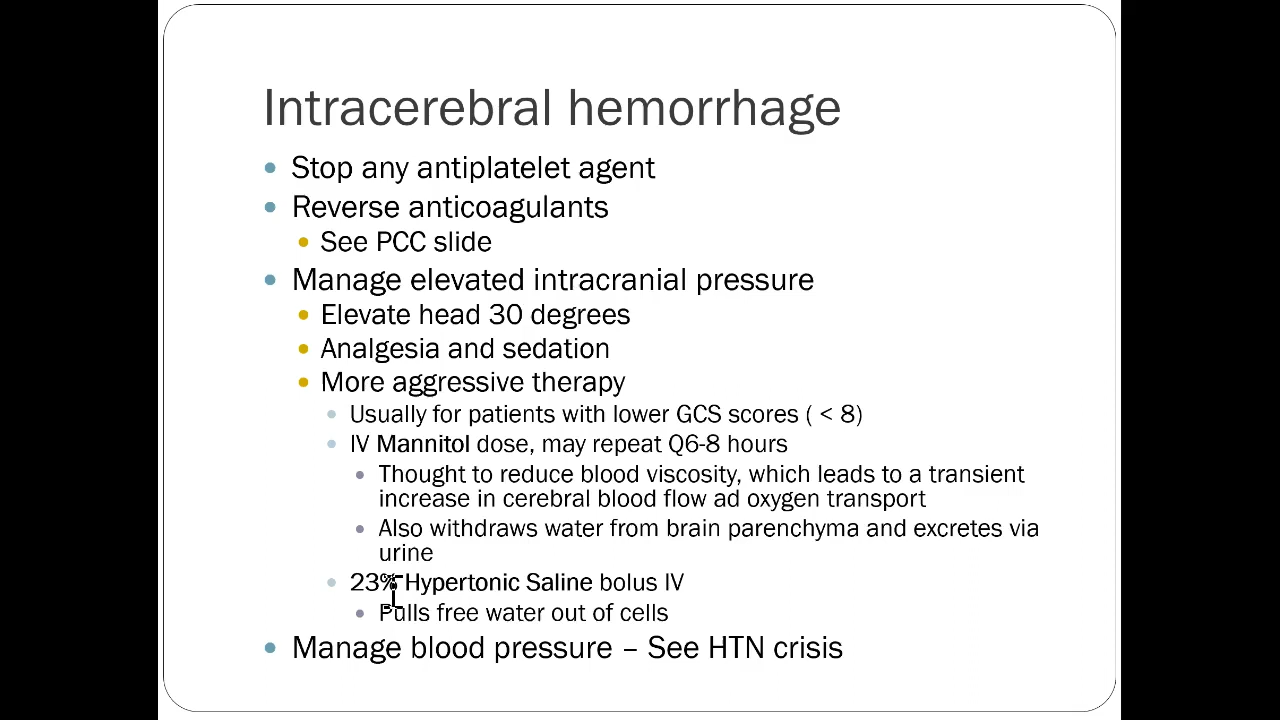 Intracerebral hemorrhage
Stop any antiplatelet agent
Reverse anticoagulants
See PCC slide
Manage elevated intracranial pressure
Elevate head 30 degrees
Analgesia and sedation
More aggressive therapy
Usually for patients with lower GCS scores ( < 8)
IV Mannitol dose, may repeat Q6-8 hours
Thought to reduce blood viscosity, which leads to a transient
increase in cerebral blood flow ad oxygen transport
Also withdraws water from brain parenchyma and excretes via
urine
23% Hypertonic Saline bolus IV
Pulls free water out of cells
Manage blood pressure – See HTN crisis